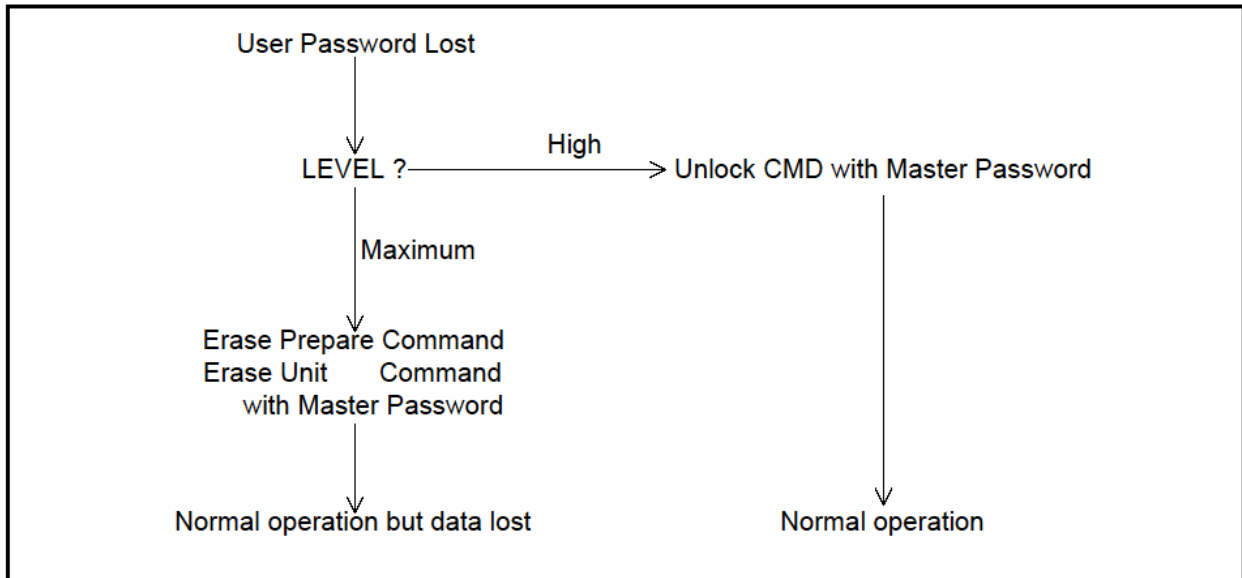 User Password Lost
High
LEVEL ?
Unlock CMD with Master Password
Maximum
Erase Prepare Command
Erase Unit Command
with Master Password
Normal operation but data lost
Normal operation